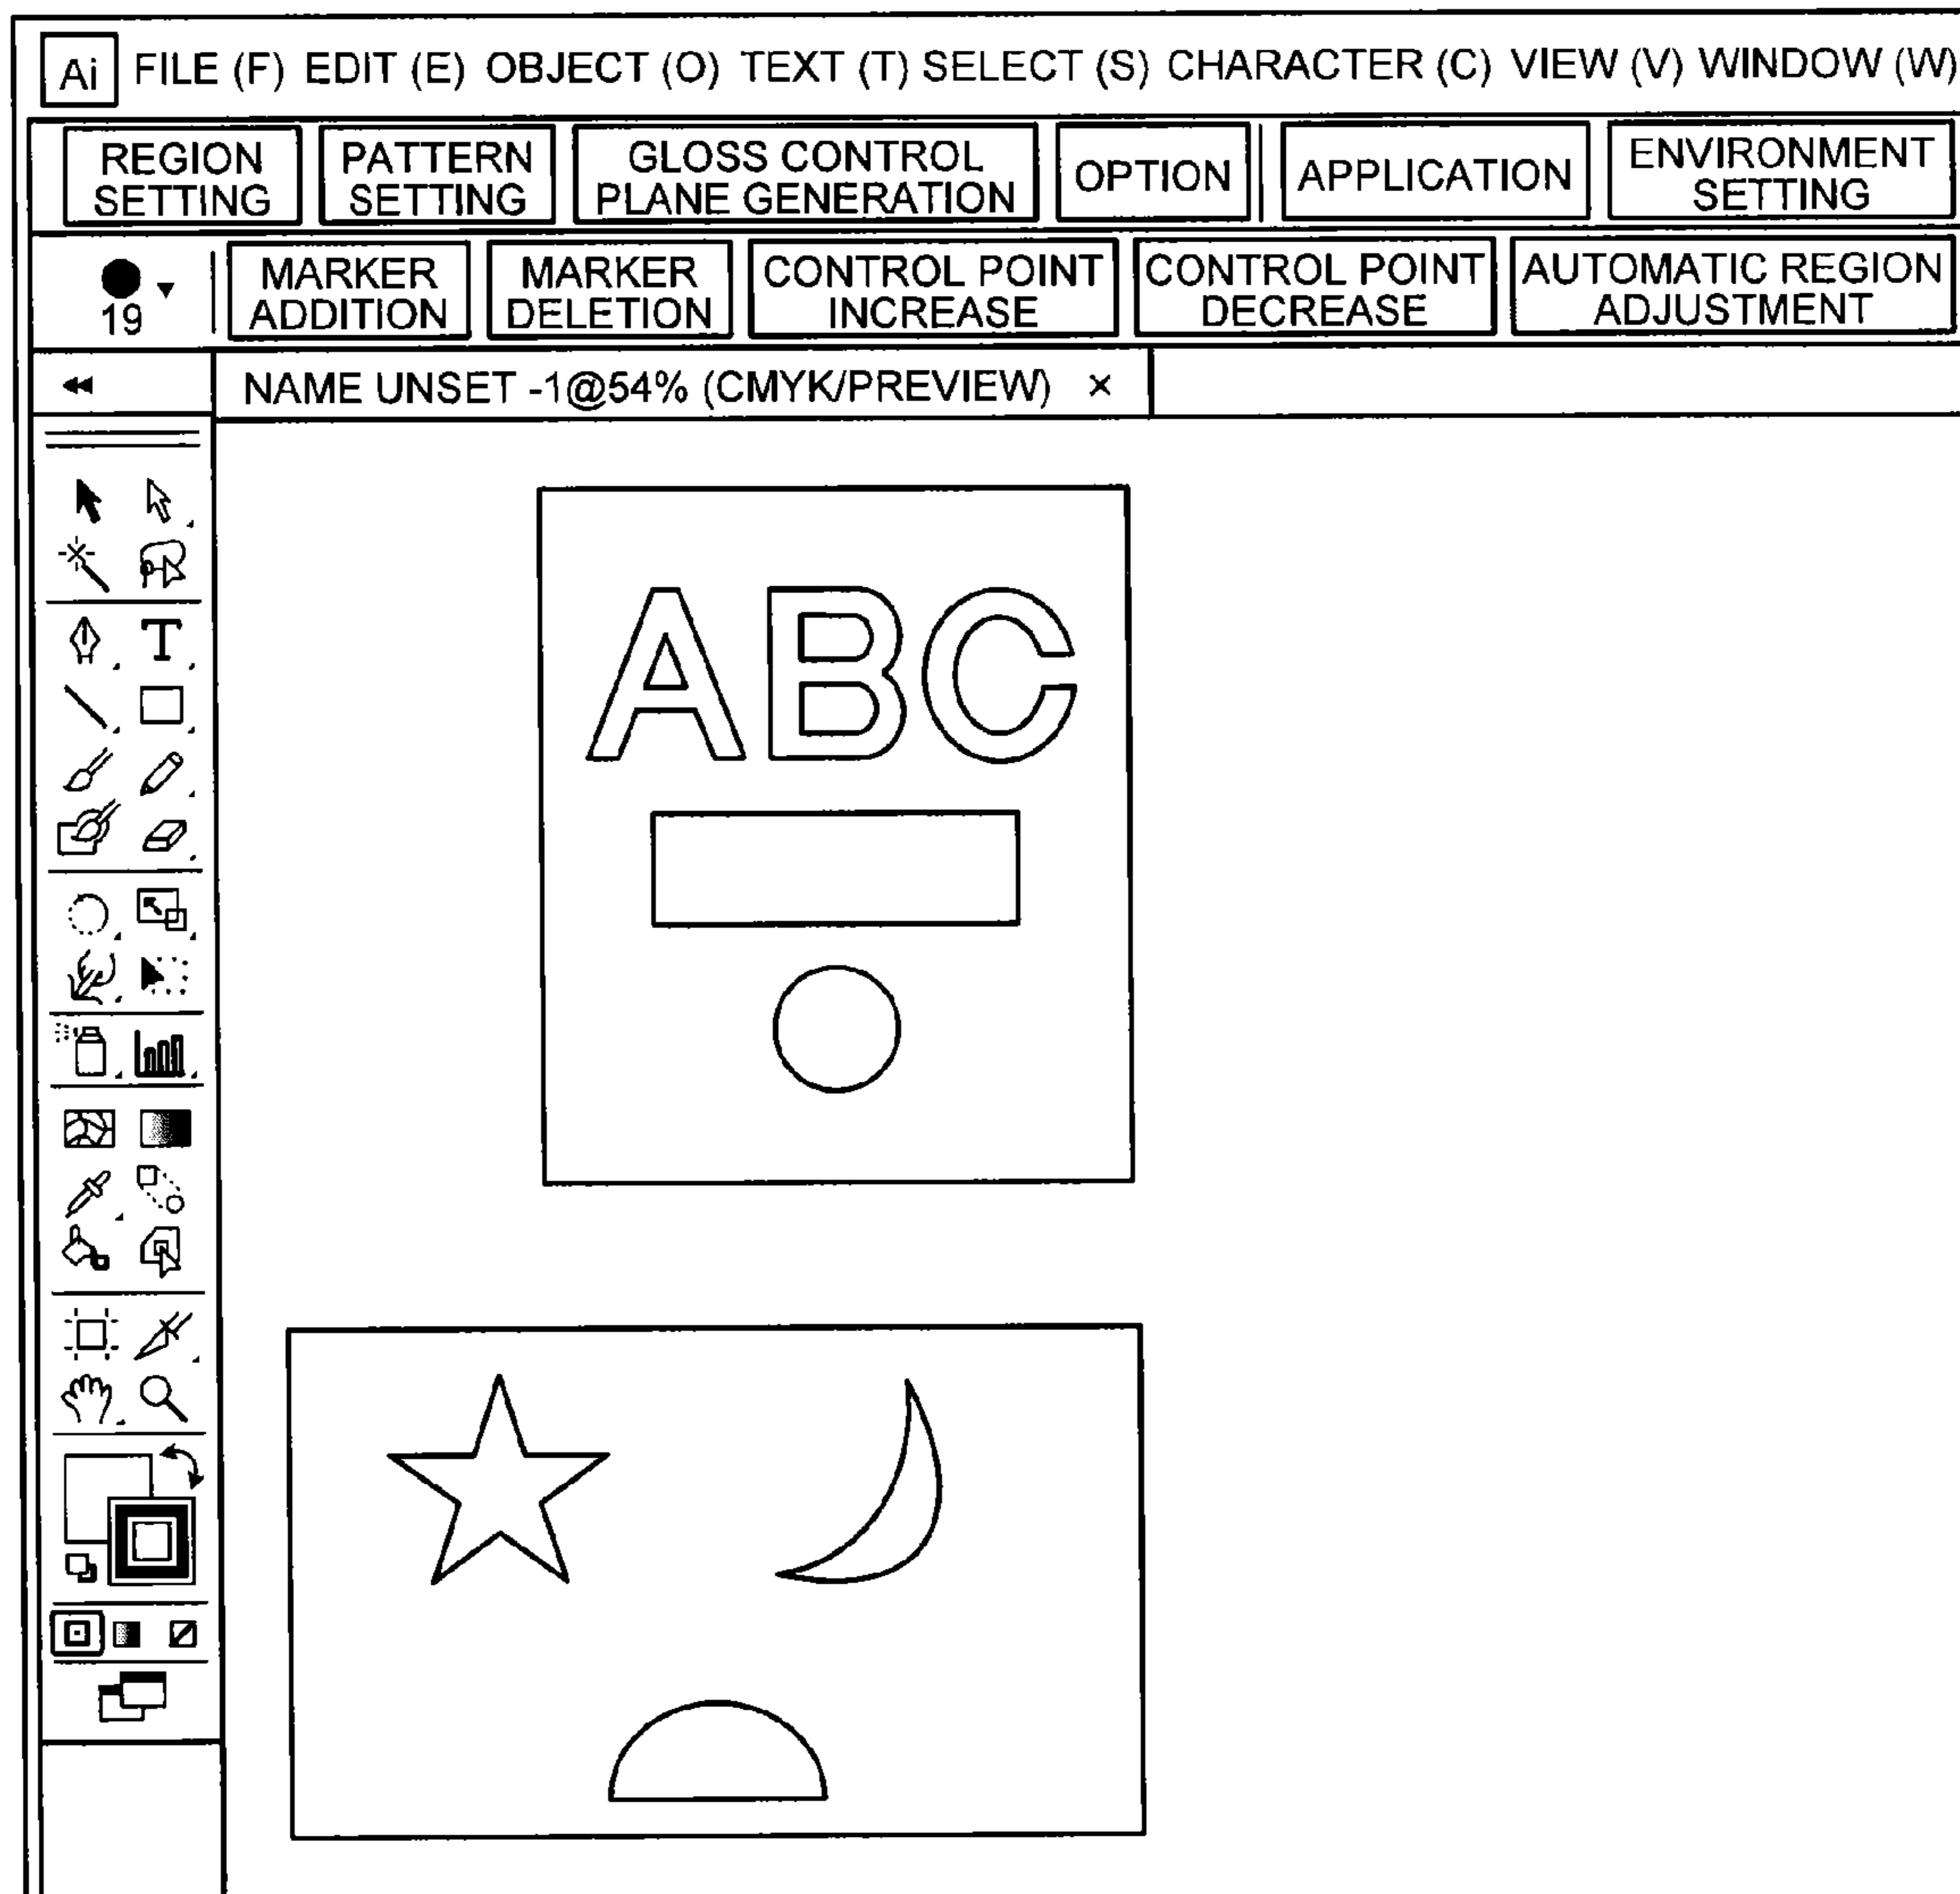 Ai FILE (F) EDIT (E) OBJECT (O) TEXT (T) SELECT (S) CHARACTER (C) VIEW (V) WINDOW (W)
REGION SETTING
PATTERN SETTING
GLOSS CONTROL PLANE GENERATION
OPTION
APPLICATION
ENVIRONMENT SETTING
19
MARKER ADDITION
MARKER DELETION
CONTROL POINT INCREASE
CONTROL POINT DECREASE
AUTOMATIC REGION ADJUSTMENT
NAME UNSET -1@54% (CMYK/PREVIEW) ×
T
ABC